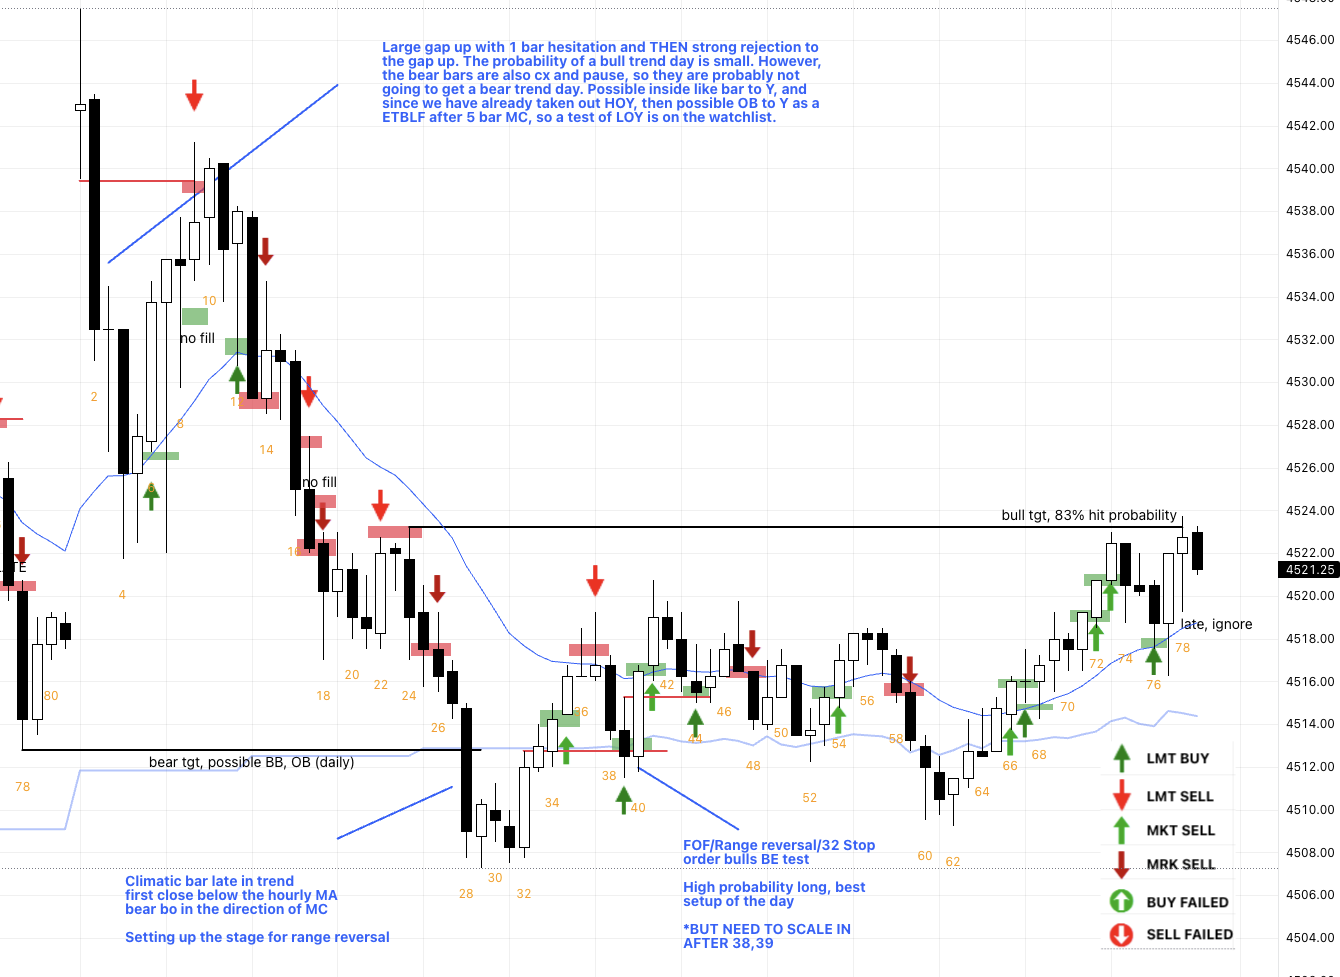 4546.00
4544.00
4542.00
4540.00
4538.00
4536.00
4534.00
4532.00
4530.00
4528.00
4526.00
4524.00
4522.00
4521.25
4520.00
4518.00
4516.00
4514.00
4512.00
4510.00
4508.00
4506.00
4504.00
Large gap up with 1 bar hesitation and THEN strong rejection to
the gap up. The probability of a bull trend day is small. However,
the bear bars are also cx and pause, so they are probably not
going to get a bear trend day. Possible inside like bar to Y, and
since we have already taken out HOY, then possible OB to Y as a
ETBLF after 5 bar MC, so a test of LOY is on the watchlist.
10
no fill
2
8
14
no fill
4
bull tgt, 83% hit probability
late, ignore
80
18
20
22
24
26
36
42
44
46
56
72
74
76
78
70
bear tgt, possible BB, OB (daily)
78
34
38
40
48
50
52
54
58
64
66
68
60
62
28
30
32
LMT BUY
LMT SELL
MKT SELL
MRK SELL
BUY FAILED
SELL FAILED
FOF/Range reversal/32 Stop
order bulls BE test
High probability long, best
setup of the day
*BUT NEED TO SCALE IN
AFTER 38,39
Climatic bar late in trend
first close below the hourly MA
bear bo in the direction of MC
Setting up the stage for range reversal